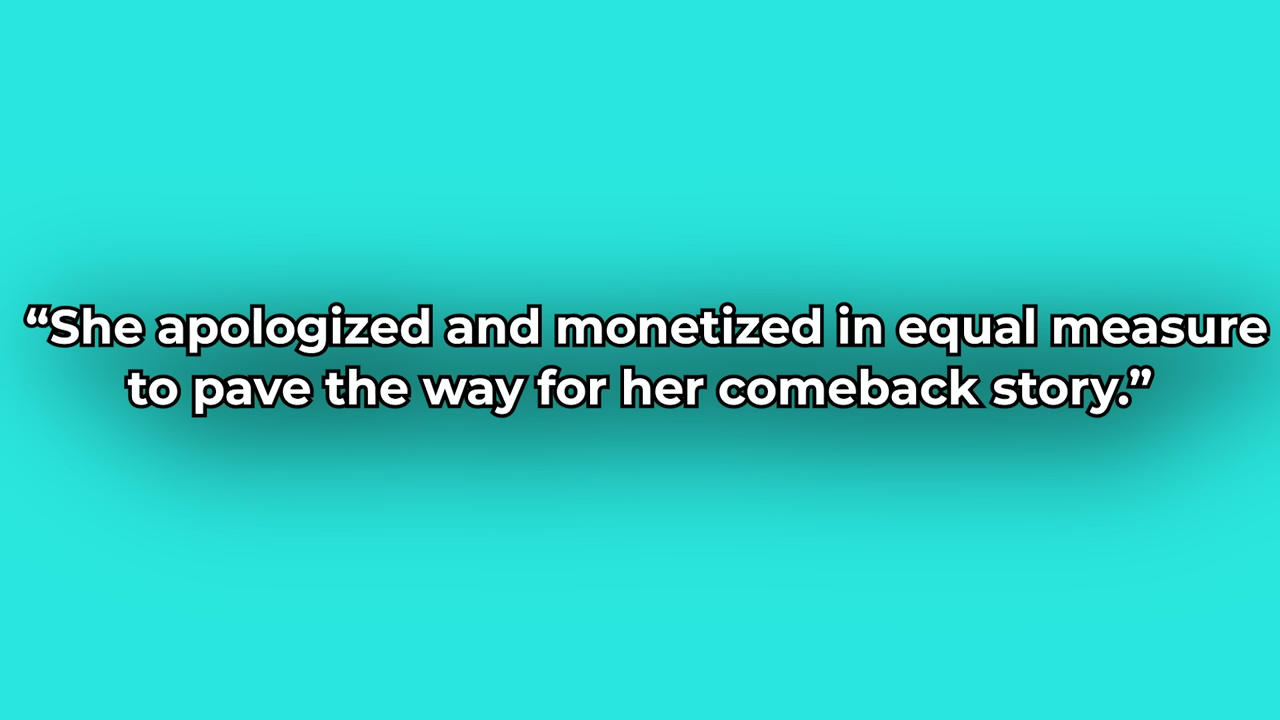 “She apologized and monetized in equal measure
to pave the way for her comeback story.”